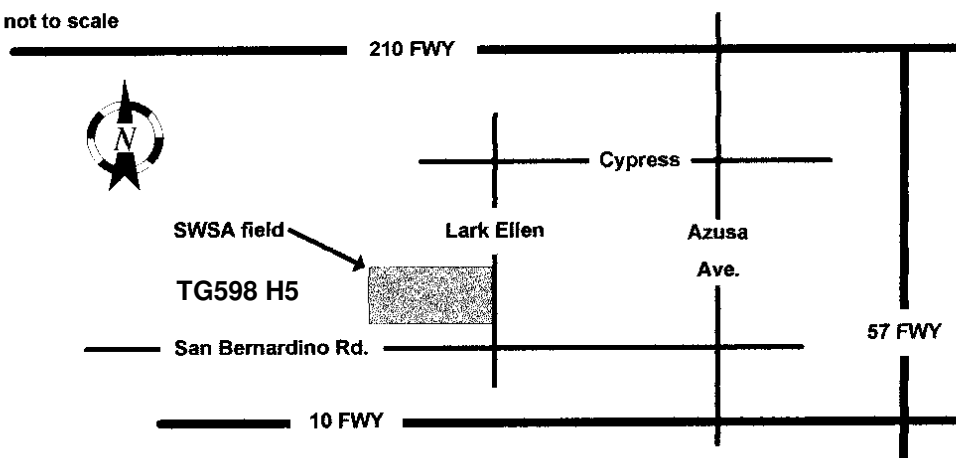 not to scale
210 FWY
N
Cypress
SWSA field
Lark Ellen
Azusa
Ave.
TG598 H5
57 FWY
San Bernardino Rd.
10 FWY